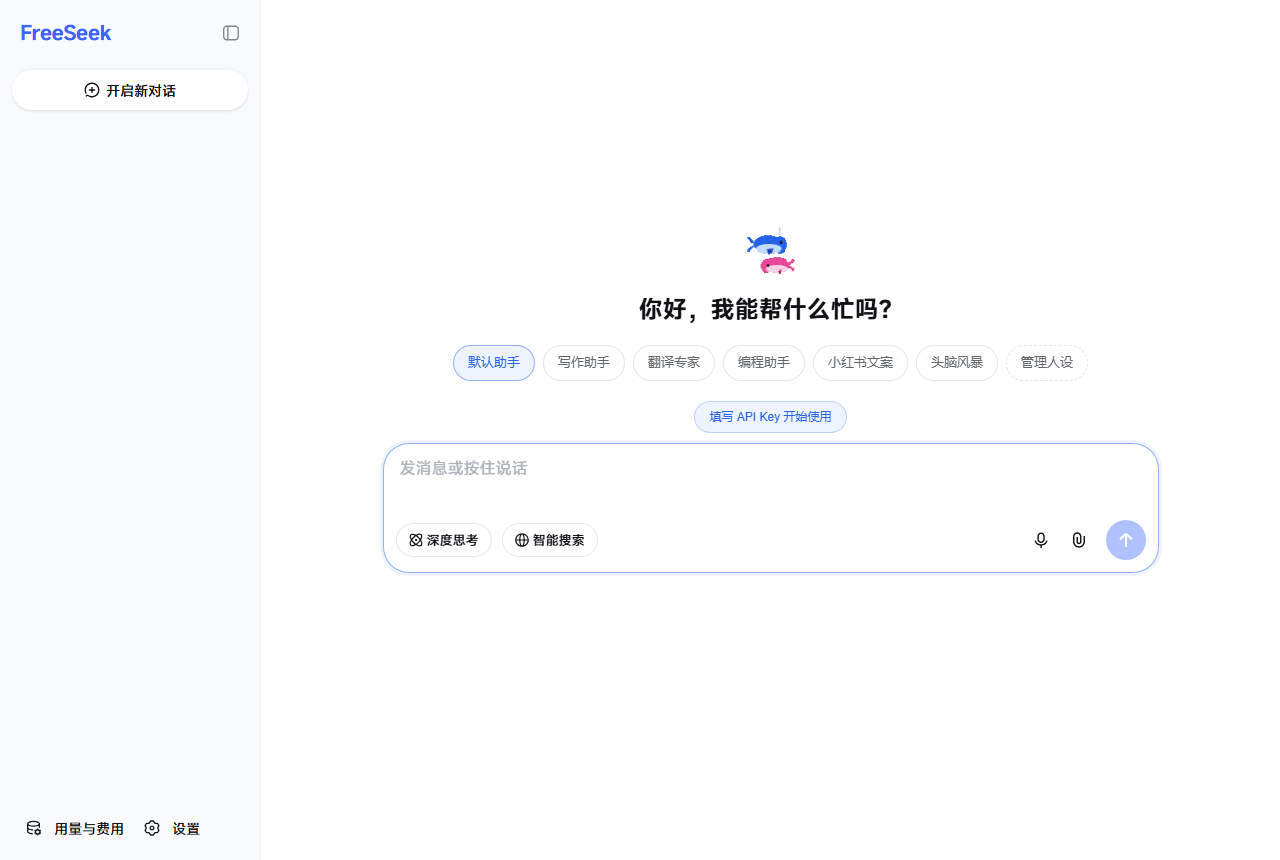 FreeSeek
开启新对话
你好，我能帮什么忙吗?
默认助手 写作助手 翻译专家 编程助手 小红书文案 头脑风暴 管理人设
填写 API Key 开始使用
发消息或按住说话
深度思考 智能搜索
用量与费用 设置